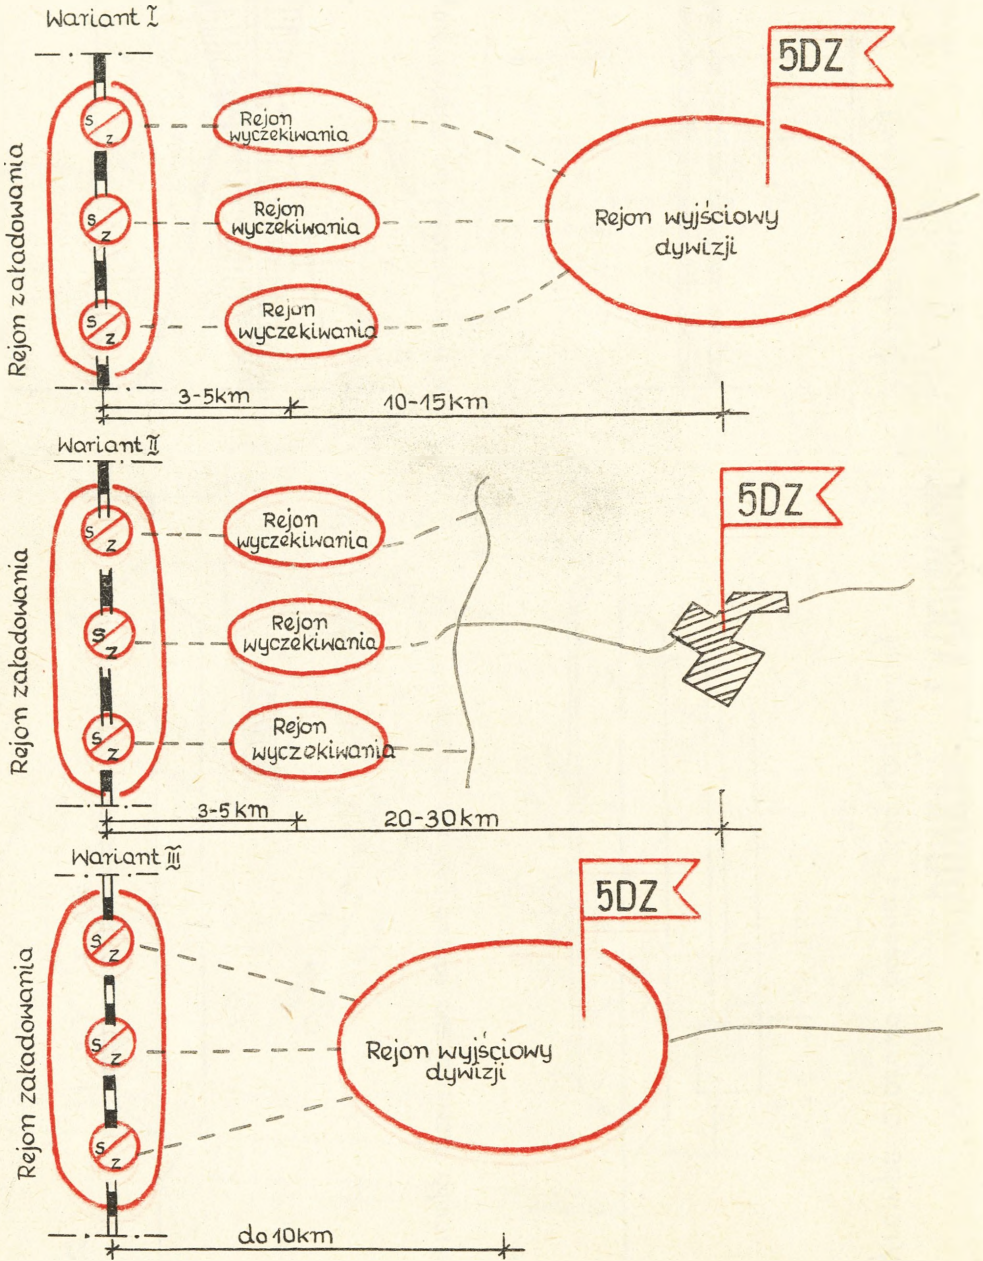 Wariant I
5DZ
Rejon załadowania
S
Z
S
Z
S
Z
Rejon
wyczekiwania
Rejon
wyczekiwania
Rejon
wyczekiwania
Rejon wyjściowy
dywizji
3-5km
10-15km
Wariant II
5DZ
Rejon załadowania
S
Z
S
Z
S
Z
Rejon
wyczekiwania
Rejon
wyczekiwania
Rejon
wyczekiwania
3-5km
20-30km
Wariant III
5DZ
Rejon załadowania
S
Z
S
Z
S
Z
Rejon wyjściowy
dywizji
do 10km